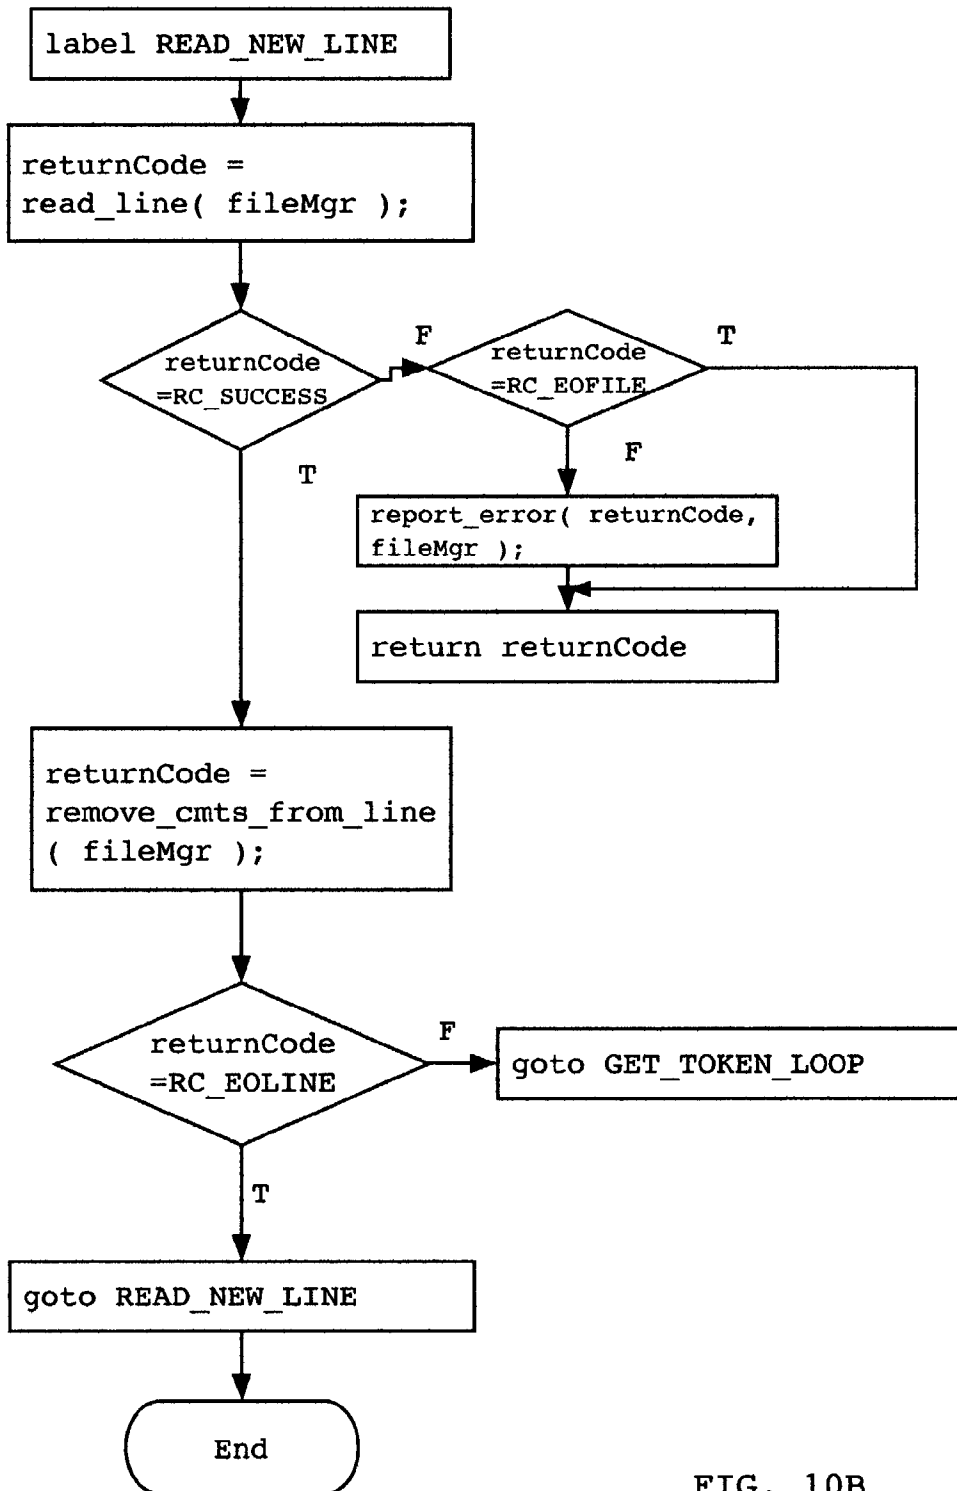 label READ_NEW_LINE
returnCode =
read_line( fileMgr );
returnCode
=RC_SUCCESS
F
returnCode
=RC_EOFILE
T
F
T
report_error( returnCode,
fileMgr );
return returnCode
returnCode =
remove_cmts_from_line
( fileMgr );
returnCode
=RC_EOLINE
F
goto GET_TOKEN_LOOP
T
goto READ_NEW_LINE
End
FIG. 10B